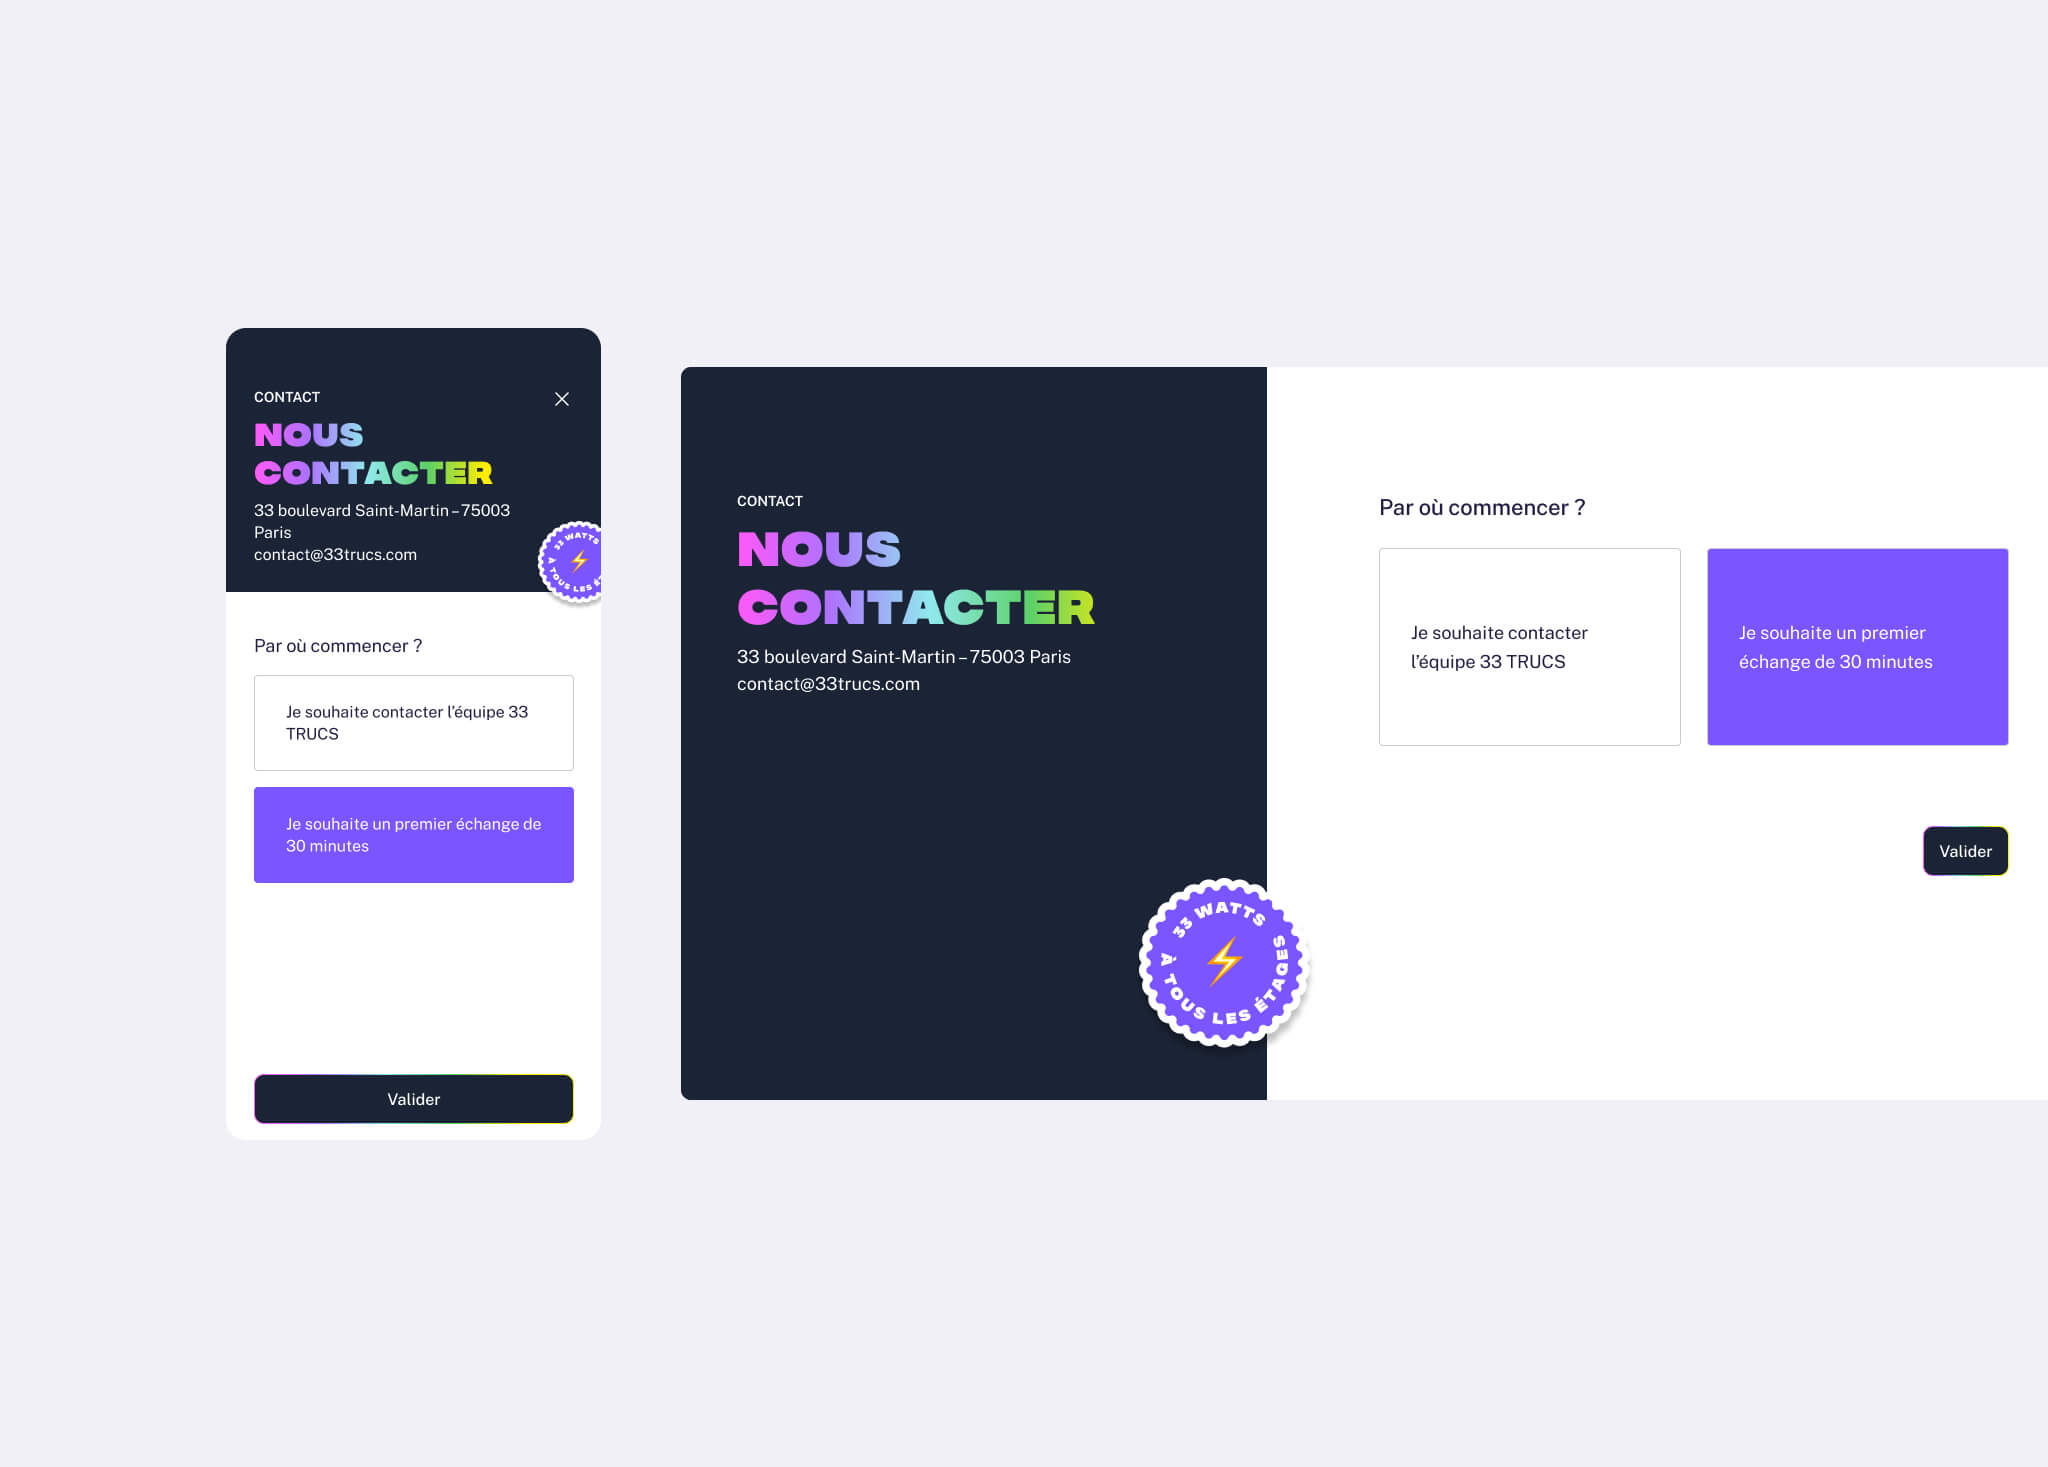 CONTACT
NOUS
CONTACTER
33 boulevard Saint-Martin – 75003
Paris
contact@33trucs.com
33 WATTS
À TOUS LES É
Par où commencer ?
Je souhaite contacter l’équipe 33
TRUCS
Je souhaite un premier échange de
30 minutes
Valider
CONTACT
NOUS
CONTACTER
33 boulevard Saint-Martin – 75003 Paris
contact@33trucs.com
33 WATTS
À TOUS LES ÉTAGES
Par où commencer ?
Je souhaite contacter
l’équipe 33 TRUCS
Je souhaite un premier
échange de 30 minutes
Valider